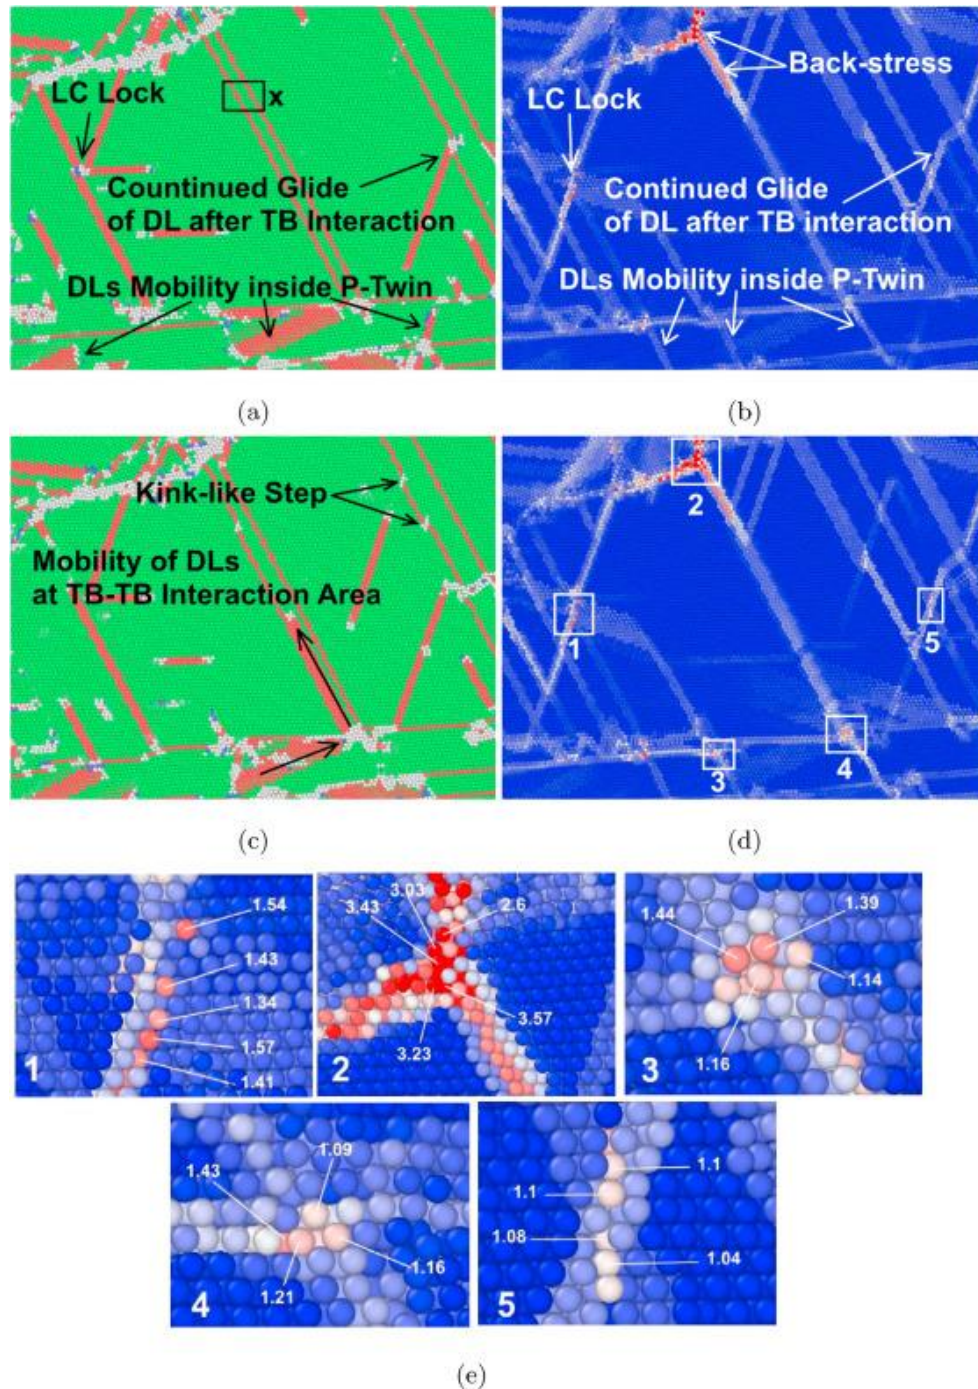 LC Lock
x
Countinued Glide
of DL after TB Interaction
DLs Mobility inside P-Twin
(a)
Back-stress
LC Lock
Continued Glide
of DL after TB interaction
DLs Mobility inside P-Twin
(b)
Kink-like Step
Mobility of DLs
at TB-TB Interaction Area
(c)
2
1
5
3
4
(d)
1.54
1.43
1.34
1.57
1.41
1
3.03
3.43
2.6
3.57
3.23
2
1.44
1.39
1.14
1.16
3
1.09
1.43
1.16
1.21
4
1.1
1.1
1.08
1.04
5
(e)